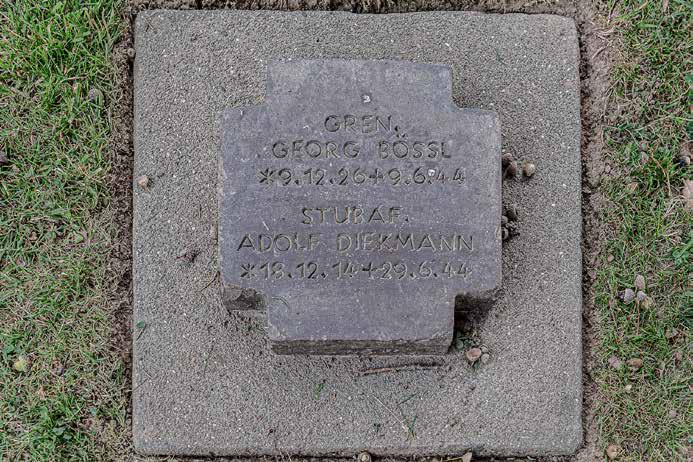 GREN.
GEORG BÖSSL
*9.12.26+9.6.44
STUBAF.
ADOLF DIEKMANN
*18.12.14+29.6.44